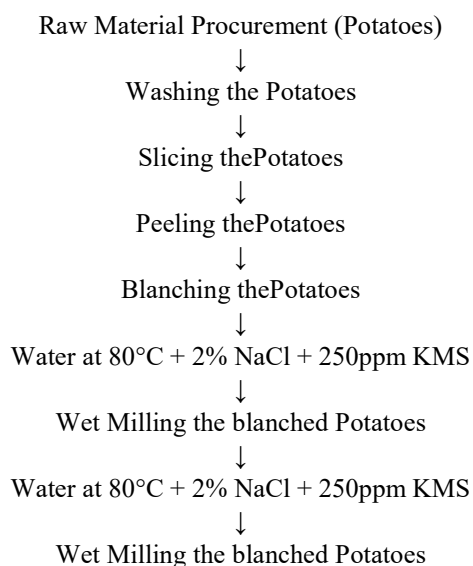 Raw Material Procurement (Potatoes)
↓
Washing the Potatoes
↓
Slicing thePotatoes
↓
Peeling thePotatoes
↓
Blanching thePotatoes
↓
Water at 80°C + 2% NaCl + 250ppm KMS
↓
Wet Milling the blanched Potatoes
↓
Water at 80°C + 2% NaCl + 250ppm KMS
↓
Wet Milling the blanched Potatoes